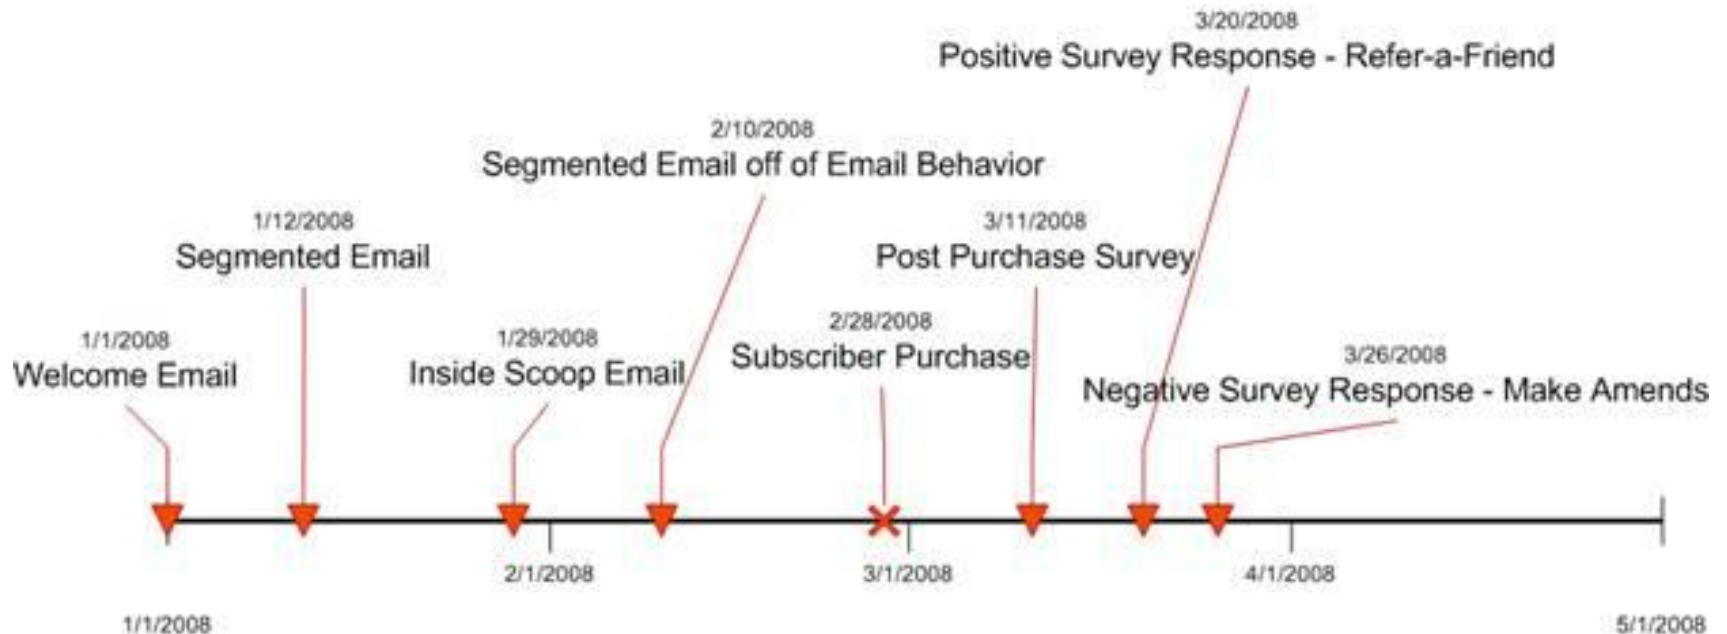 3/20/2008
Positive Survey Response - Refer-a-Friend
2/10/2008
Segmented Email off of Email Behavior
1/12/2008
Segmented Email
3/11/2008
Post Purchase Survey
1/1/2008
Welcome Email
1/29/2008
Inside Scoop Email
2/28/2008
Subscriber Purchase
3/26/2008
Negative Survey Response - Make Amends
2/1/2008
3/1/2008
4/1/2008
1/1/2008
5/1/2008